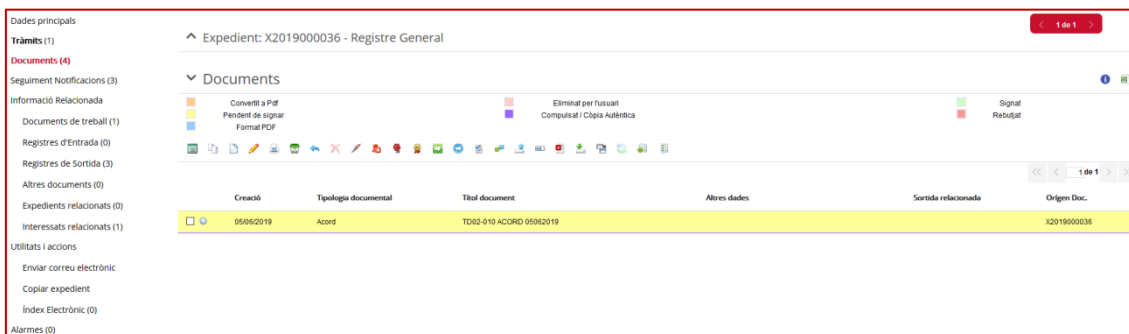 Dades principals
Tràmits (1)
Documents (4)
Seguiment Notificacions (3)
Informació Relacionada
Documents de treball (1)
Registres d'Entrada (0)
Registres de Sortida (3)
Altres documents (0)
Expedients relacionats (0)
Interessats relacionats (1)
Utilitats i accions
Enviar correu electrònic
Copiar expedient
Índex Electrònic (0)
Alarmes (0)
1 de 1
Expedient: X2019000036 - Registre General
Documents
Convertit a Pdf Eliminat per l'usuari Signat
Pendent de signar Compulsat / Còpia Autèntica Rebutjat
Format PDF
1 de 1
Creació Tipologia documental Títol document Altres dades Sortida relacionada Orígen Doc.
05/06/2019 Acord TD02-010 ACORD 05062019 X2019000036